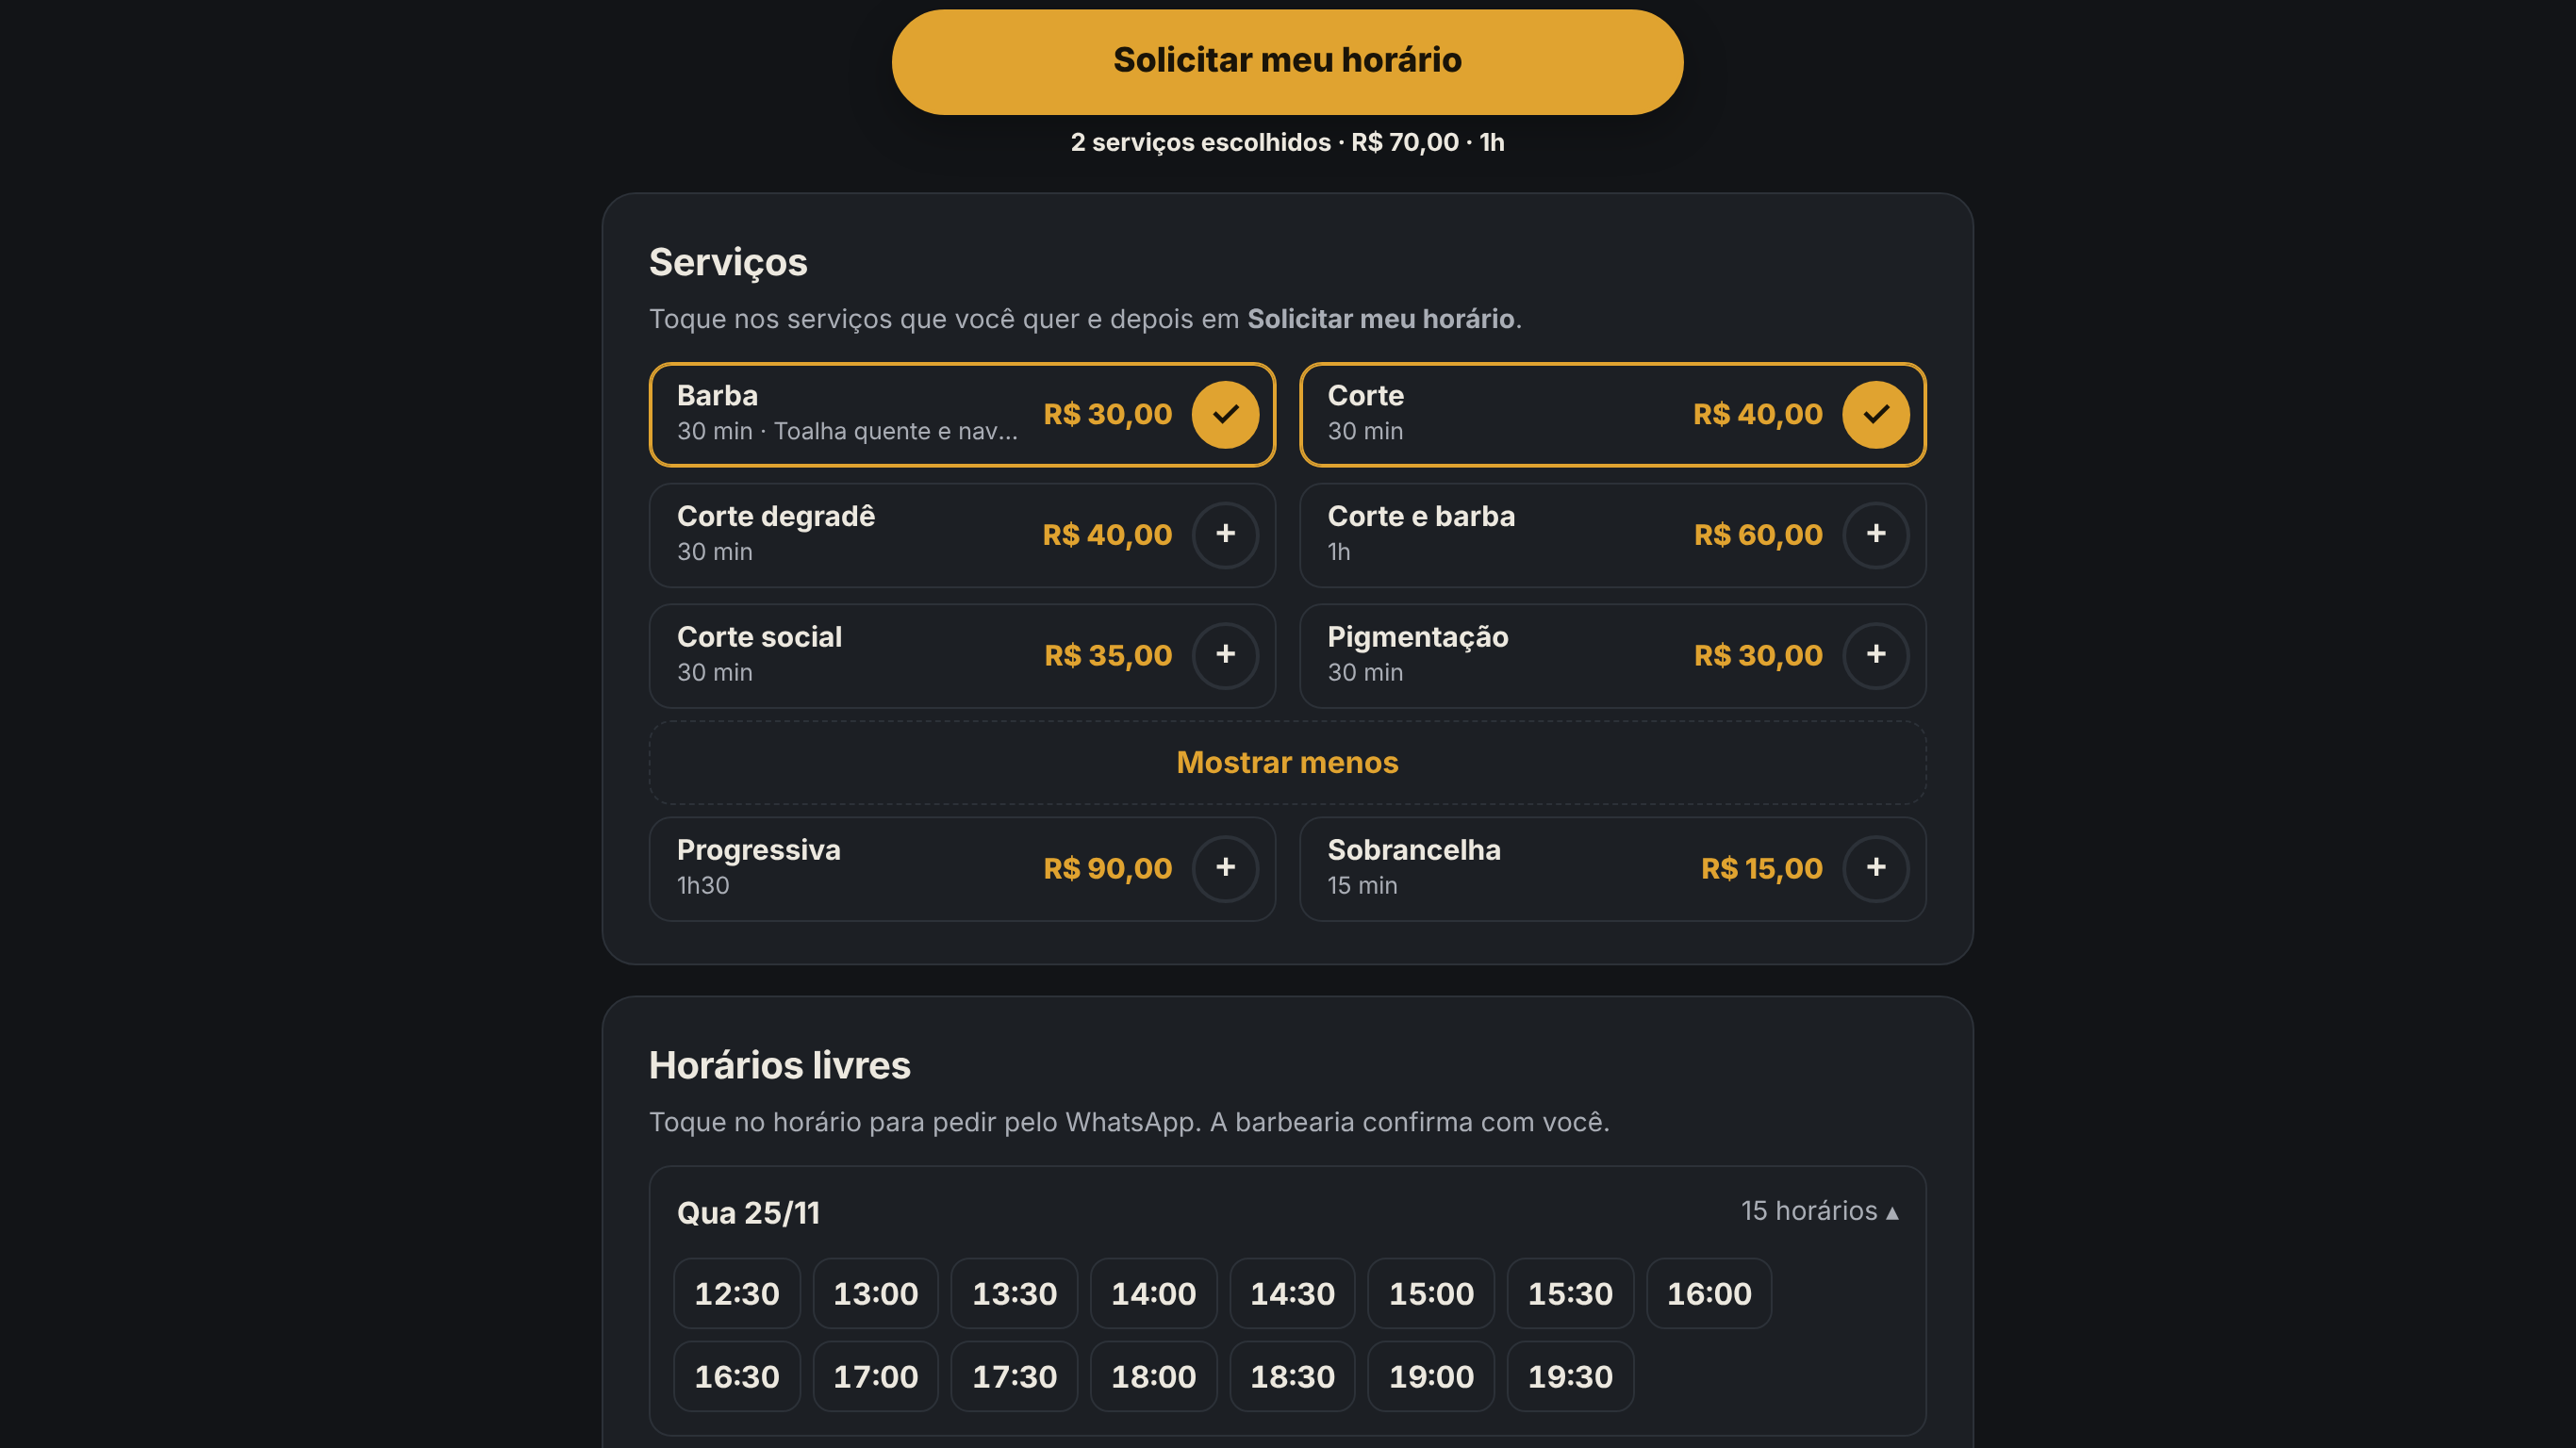 Solicitar meu horário
2 serviços escolhidos · R$ 70,00 · 1h
Serviços
Toque nos serviços que você quer e depois em Solicitar meu horário.
Barba
30 min · Toalha quente e nav...
R$ 30,00
Corte
30 min
R$ 40,00
Corte degradê
30 min
R$ 40,00
+
Corte e barba
1h
R$ 60,00
+
Corte social
30 min
R$ 35,00
+
Pigmentação
30 min
R$ 30,00
+
Mostrar menos
Progressiva
1h30
R$ 90,00
+
Sobrancelha
15 min
R$ 15,00
+
Horários livres
Toque no horário para pedir pelo WhatsApp. A barbearia confirma com você.
Qua 25/11
15 horários ▴
12:30 13:00 13:30 14:00 14:30 15:00 15:30 16:00
16:30 17:00 17:30 18:00 18:30 19:00 19:30